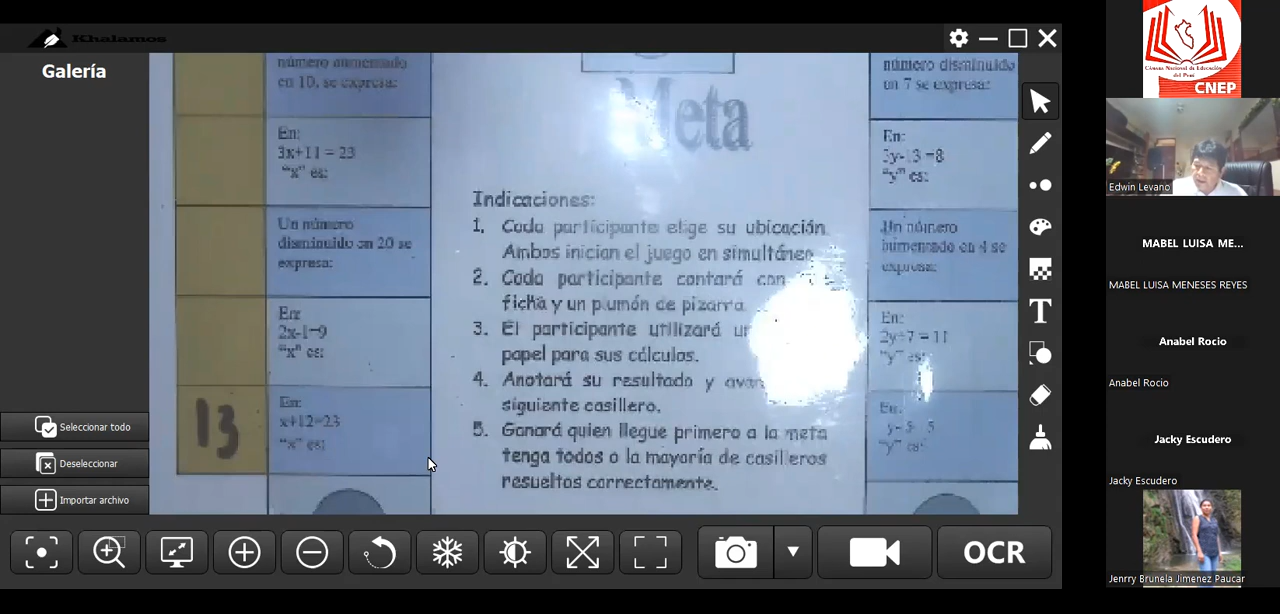 Khalamos
Galería
Seleccionar todo
Deseleccionar
Importar archivo
número aumentado
en 10, se expresa:
En:
3x+11 = 23
"x" es:
Un número
disminuido en 20 se
expresa:
En:
2x-1=9
"x" es:
13
En:
x+12=23
"x" es:
Meta
Indicaciones:
1. Cada participante elige su ubicación.
Ambos inician el juego en simultáneo
2. Cada participante contará con
ficha y un plumón de pizarra.
3. El participante utilizará
papel para sus cálculos.
4. Anotará su resultado y
siguiente casillero.
5. Ganará quien llegue primero a la meta
tenga todos o la mayoría de casilleros
resueltos correctamente.
número disminuido
en 7 se expresa:
En:
"y" es:
Un número
aumentado en 4 se
expresa:
En:
2y+7 = 11
"y" es:
En:
"y" es:
T
OCR
Cámara Nacional de Educación
del Perú
CNEP
Edwin Levano
MABEL LUISA ME...
MABEL LUISA MENESES REYES
Anabel Rocio
Anabel Rocio
Jacky Escudero
Jacky Escudero
Jenrry Brunela Jimenez Paucar